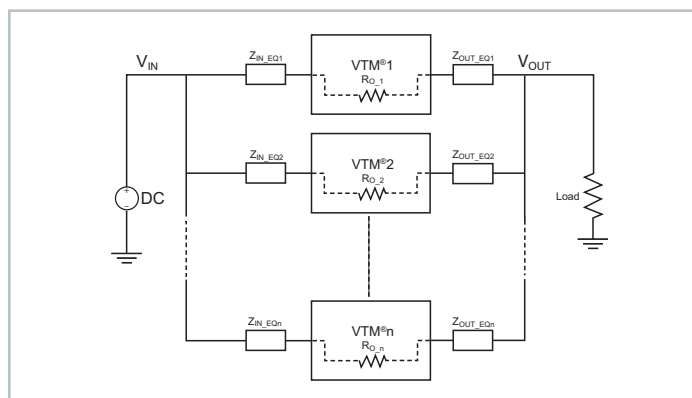 V_IN
Z_IN_EQ1
VTM®1
R_O_1
Z_OUT_EQ1
V_OUT
Z_IN_EQ2
VTM®2
R_O_2
Z_OUT_EQ2
+
−
DC
Load
Z_IN_EQn
VTM®n
R_O_n
Z_OUT_EQn